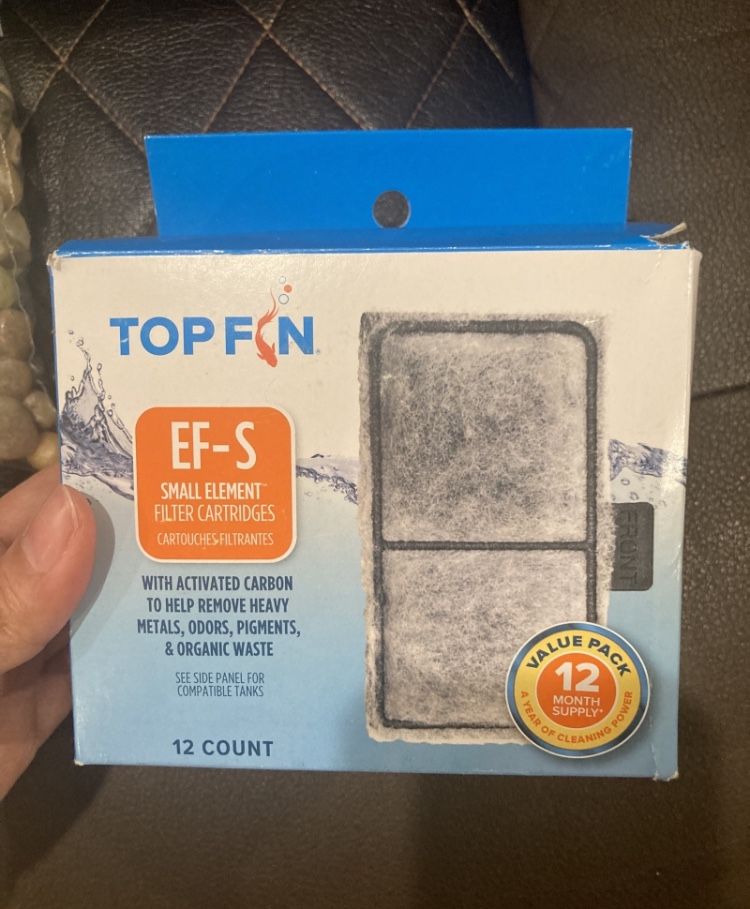 TOP FIN
EF-S
SMALL ELEMENT™
FILTER CARTRIDGES
CARTOUCHES FILTRANTES
WITH ACTIVATED CARBON
TO HELP REMOVE HEAVY
METALS, ODORS, PIGMENTS,
& ORGANIC WASTE
SEE SIDE PANEL FOR
COMPATIBLE TANKS
12 COUNT
FRONT
VALUE PACK
12
MONTH
SUPPLY*
A YEAR OF CLEANING POWER